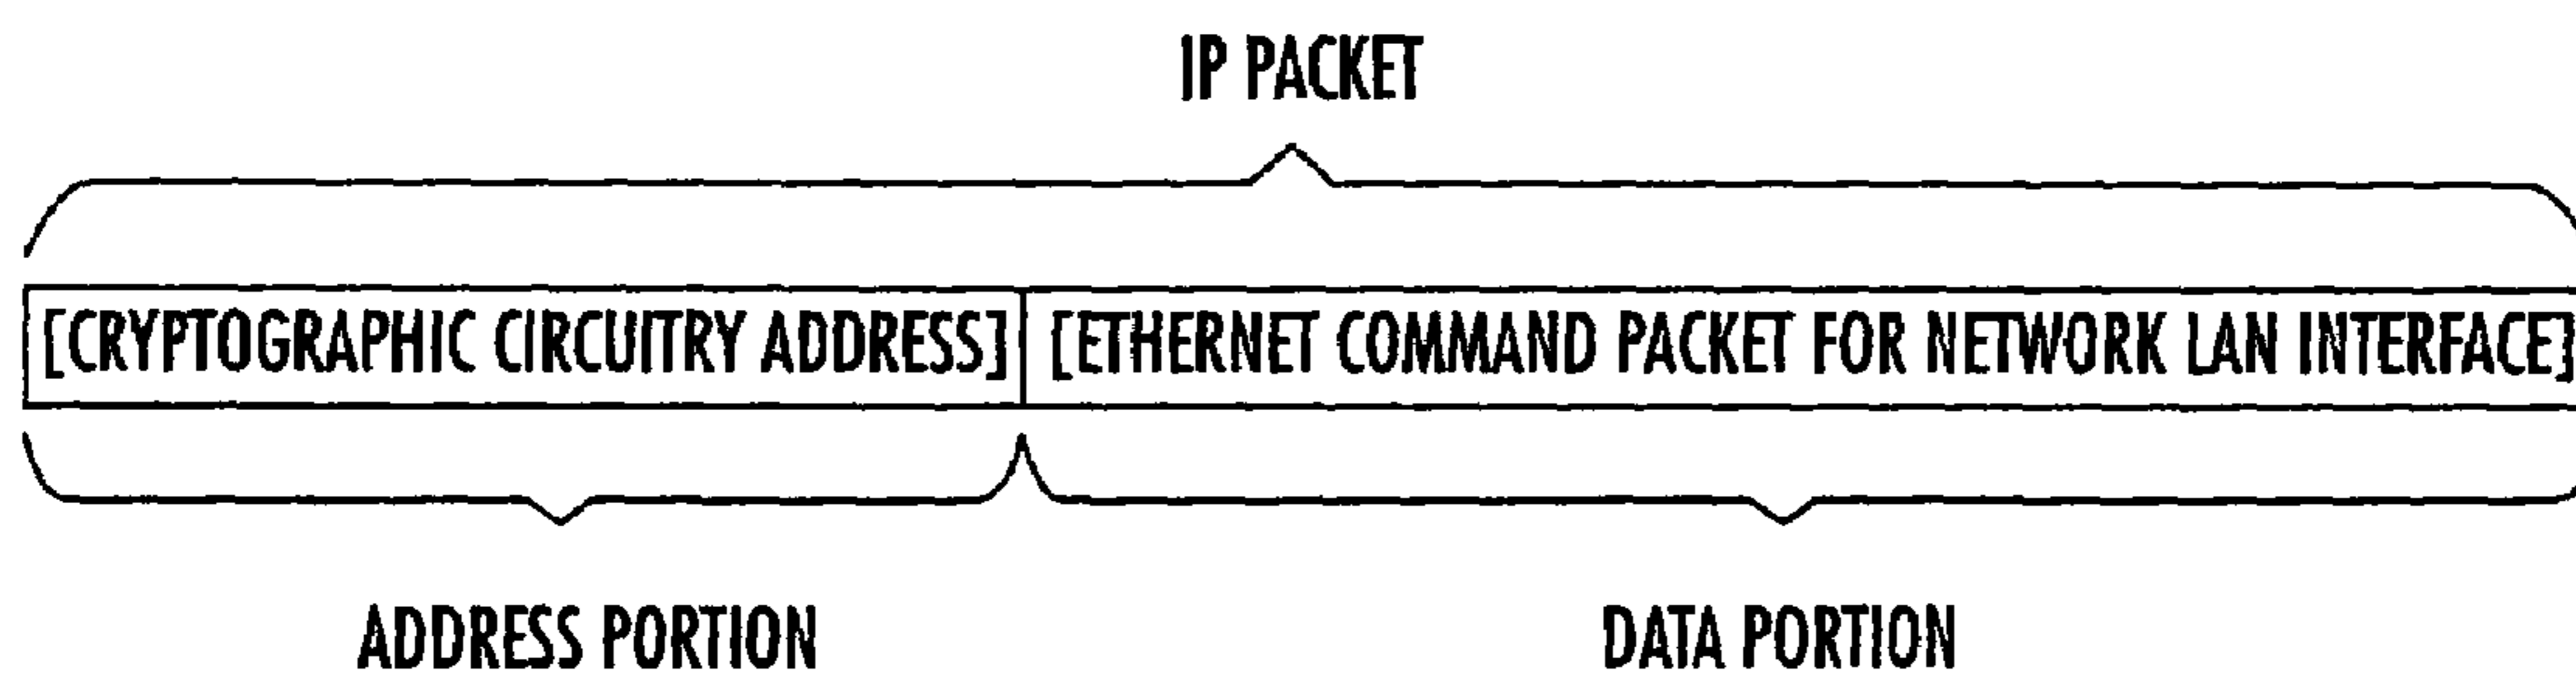 IP PACKET
[CRYPTOGRAPHIC CIRCUITRY ADDRESS] [ETHERNET COMMAND PACKET FOR NETWORK LAN INTERFACE]
ADDRESS PORTION DATA PORTION